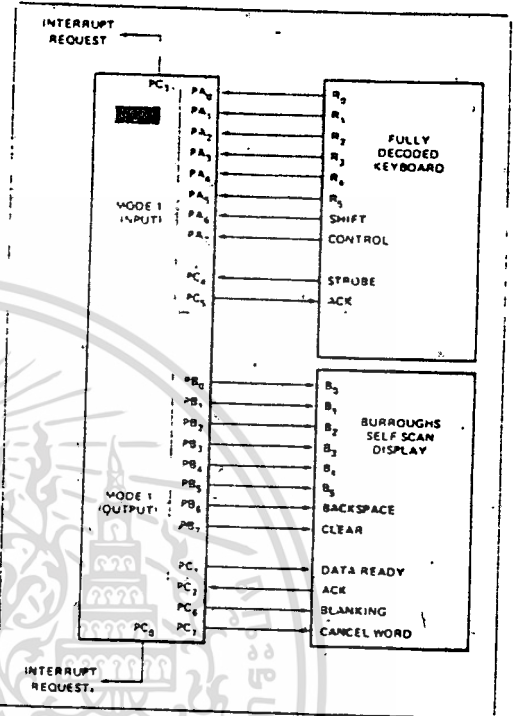 INTERRUPT
REQUEST
PC3
PA0 R0
PA1 R1
PA2 R2
PA3 R3
PA4 R4
PA5 R5
PA6 SHIFT
PA7 CONTROL
FULLY
DECODED
KEYBOARD
MODE 1
(INPUT)
PC4 STROBE
PC5 ACK
PB0 B0
PB1 B1
PB2 B2
PB3 B3
PB4 B4
PB5 B5
PB6 BACKSPACE
PB7 CLEAR
BURROUGHS
SELF SCAN
DISPLAY
MODE 1
(OUTPUT)
DATA READY
ACK
PC6 BLANKING
PC7 CANCEL WORD
PC0
INTERRUPT
REQUEST